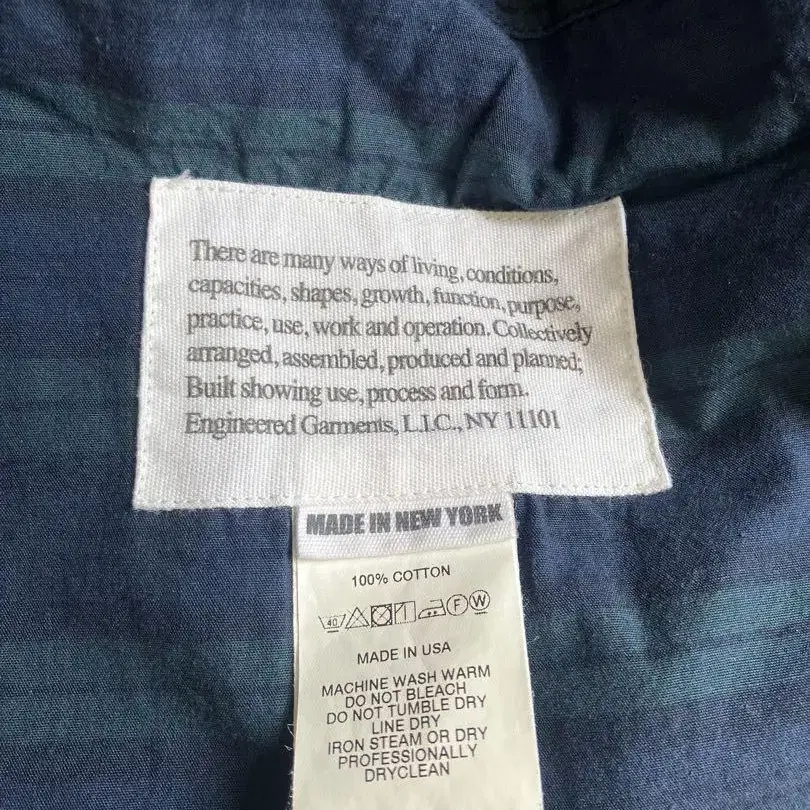 There are many ways of living, conditions,
capacities, shapes, growth, function, purpose,
practice, use, work and operation. Collectively
arranged, assembled, produced and planned;
Built showing use, process and form.
Engineered Garments, L.I.C., NY 11101
MADE IN NEW YORK
100% COTTON
40 F W
MADE IN USA
MACHINE WASH WARM
DO NOT BLEACH
DO NOT TUMBLE DRY
LINE DRY
IRON STEAM OR DRY
PROFESSIONALLY
DRYCLEAN